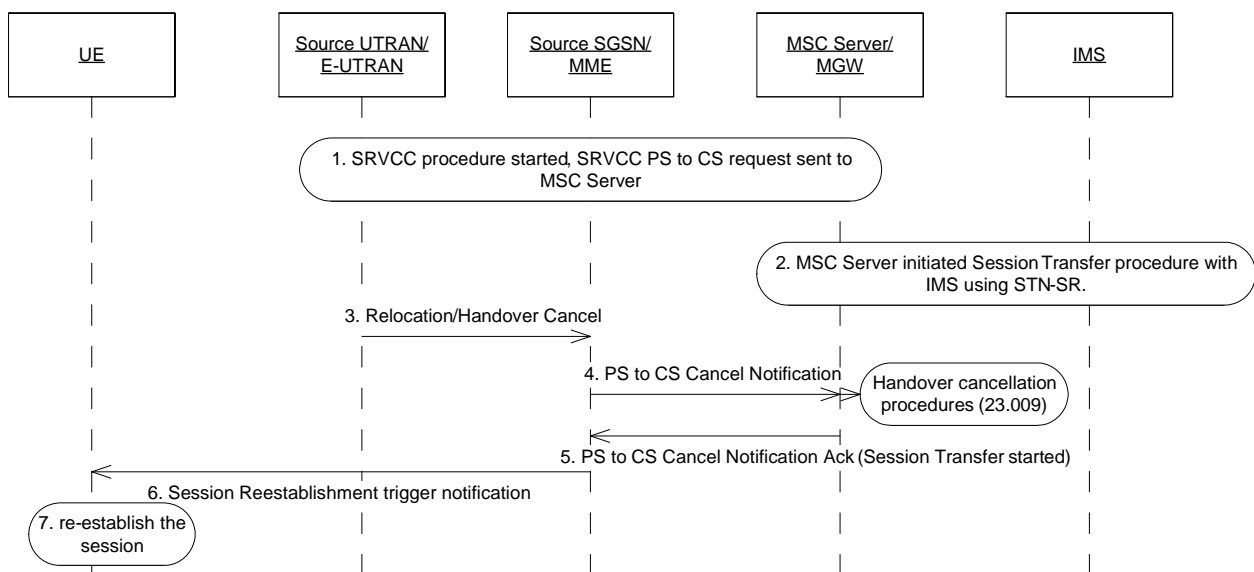 UE
Source UTRAN/
E-UTRAN
Source SGSN/
MME
MSC Server/
MGW
IMS
1. SRVCC procedure started, SRVCC PS to CS request sent to
MSC Server
2. MSC Server initiated Session Transfer procedure with
IMS using STN-SR.
3. Relocation/Handover Cancel
4. PS to CS Cancel Notification
Handover cancellation
procedures (23.009)
5. PS to CS Cancel Notification Ack (Session Transfer started)
6. Session Reestablishment trigger notification
7. re-establish the
session